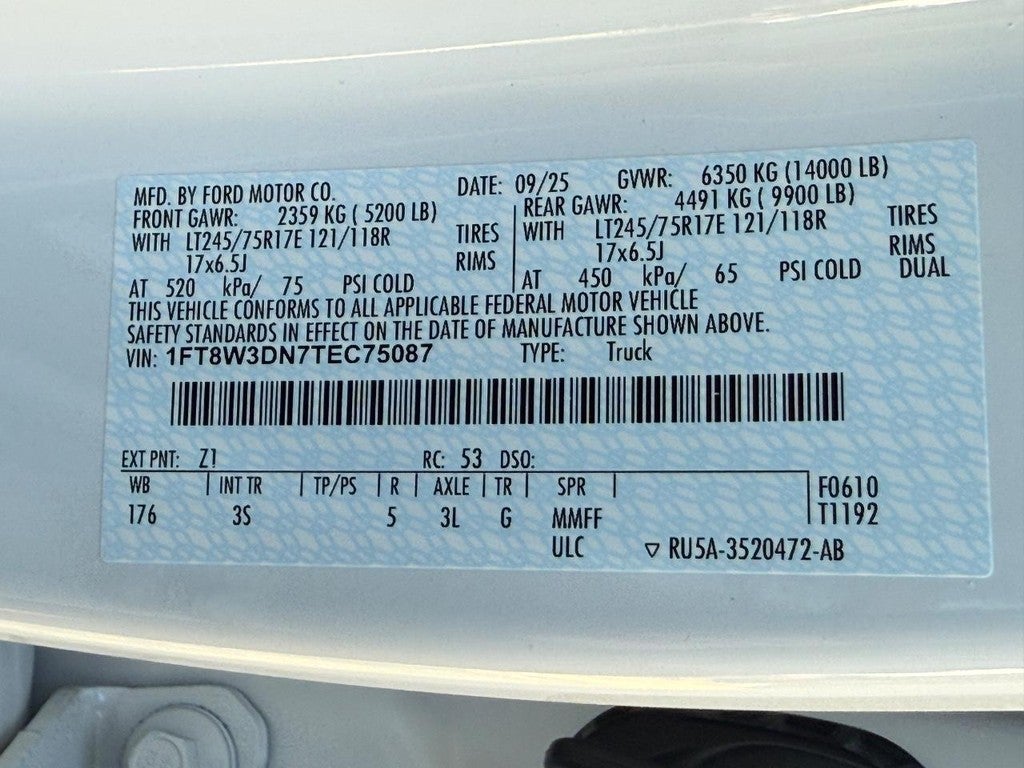 MFD. BY FORD MOTOR CO. DATE: 09/25 GVWR: 6350 KG (14000 LB)
FRONT GAWR: 2359 KG (5200 LB) REAR GAWR: 4491 KG ( 9900 LB)
WITH LT245/75R17E 121/118R TIRES WITH LT245/75R17E 121/118R TIRES
17x6.5J RIMS 17x6.5J RIMS
AT 520 kPa/ 75 PSI COLD AT 450 kPa/ 65 PSI COLD DUAL
THIS VEHICLE CONFORMS TO ALL APPLICABLE FEDERAL MOTOR VEHICLE
SAFETY STANDARDS IN EFFECT ON THE DATE OF MANUFACTURE SHOWN ABOVE.
VIN: 1FT8W3DN7TEC75087 TYPE: Truck
EXT PNT: Z1 RC: 53 DSO:
WB INT TR TP/PS R AXLE TR SPR F0610
176 3S 5 3L G MMFF T1192
ULC ▽ RU5A-3520472-AB